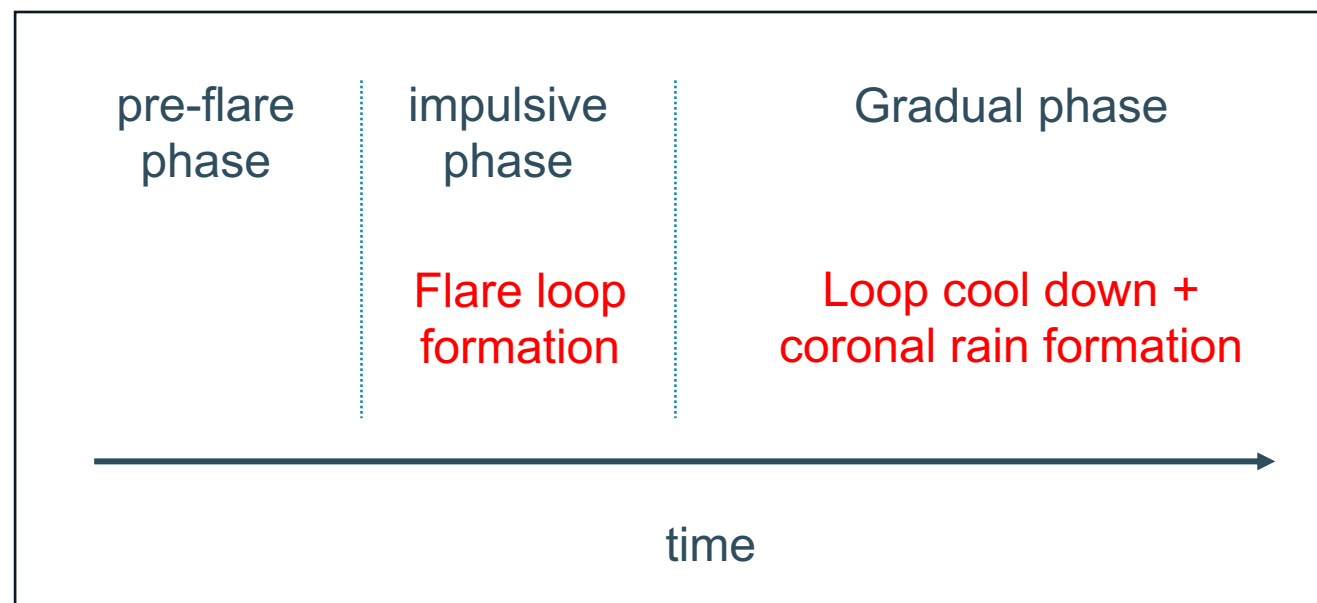 pre-flare
phase
impulsive
phase
Gradual phase
Flare loop
formation
Loop cool down +
coronal rain formation
time